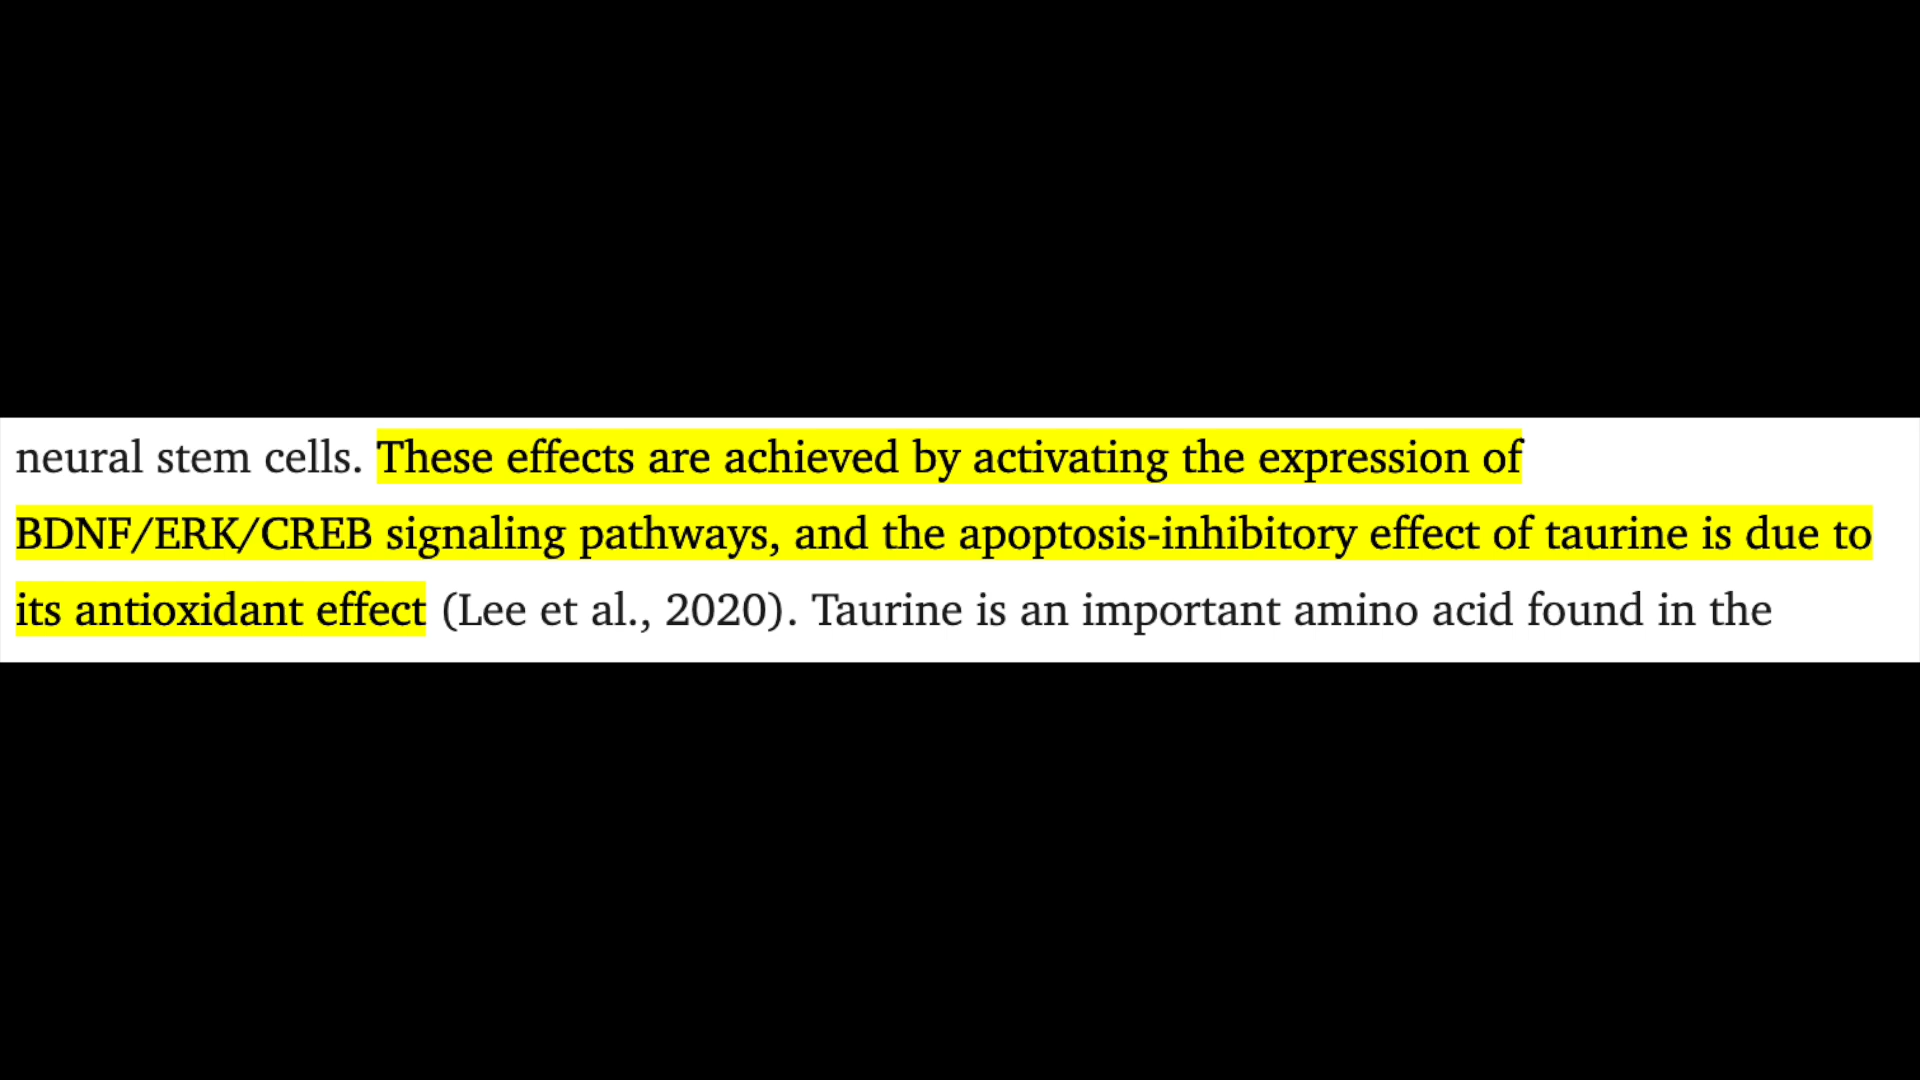 neural stem cells. These effects are achieved by activating the expression of
BDNF/ERK/CREB signaling pathways, and the apoptosis-inhibitory effect of taurine is due to
its antioxidant effect (Lee et al., 2020). Taurine is an important amino acid found in the